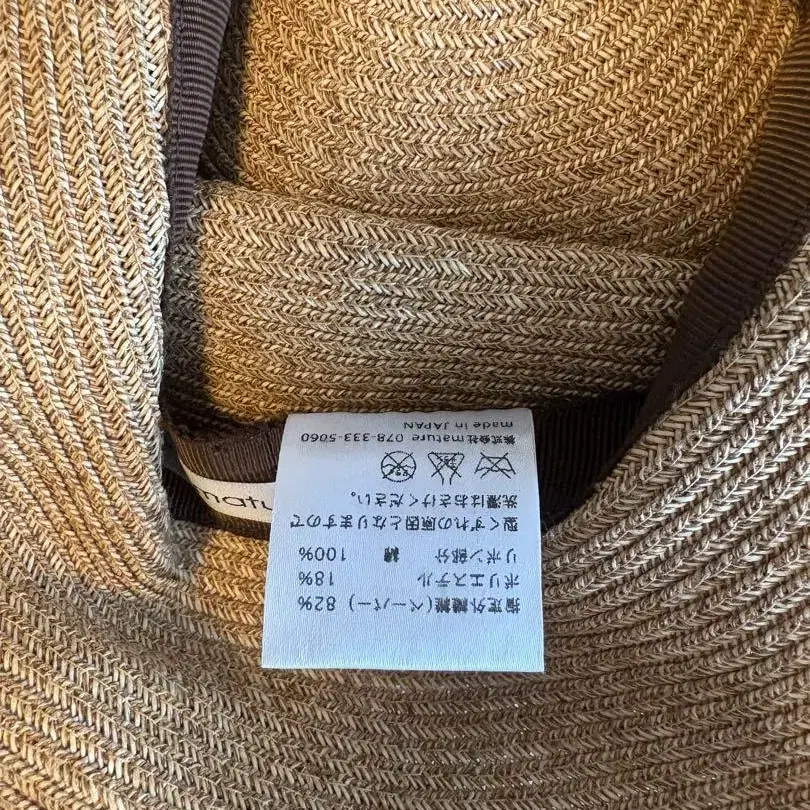 指定外繊維(ペーパー) 82%
ポリエステル 18%
リボン部分 綿 100%
型くずれの原因となりますので
洗濯はおさけください。
株式会社mature 078-333-5060
made in JAPAN
matu